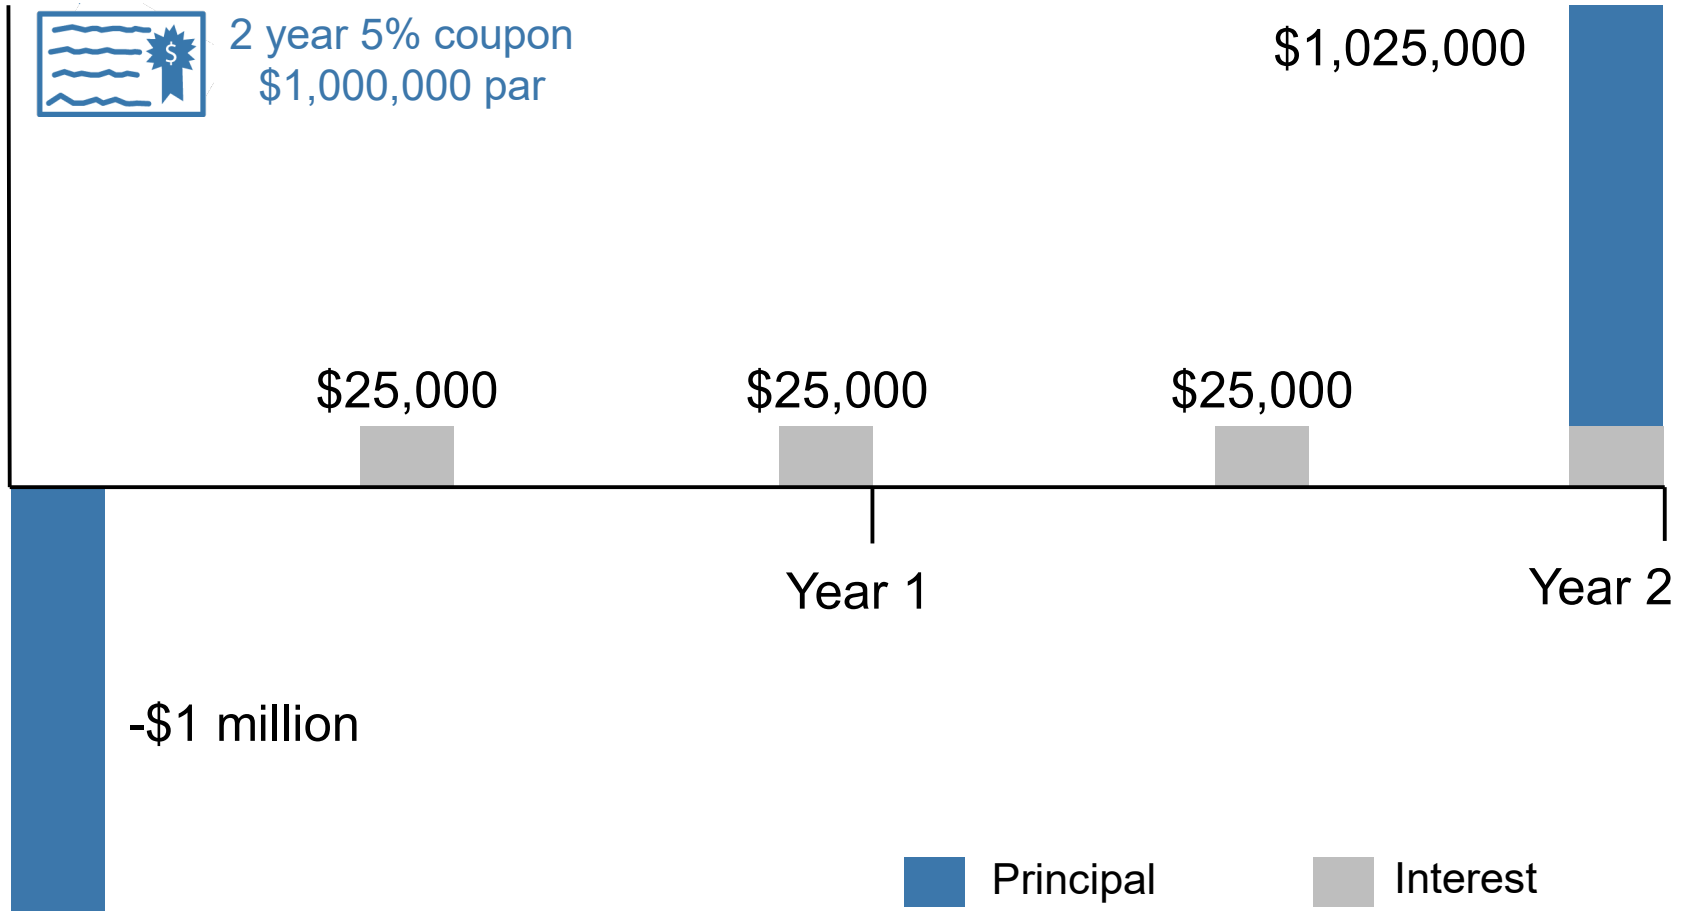 $
2 year 5% coupon
$1,000,000 par
$1,025,000
$25,000
$25,000
$25,000
Year 1
Year 2
-$1 million
Principal
Interest